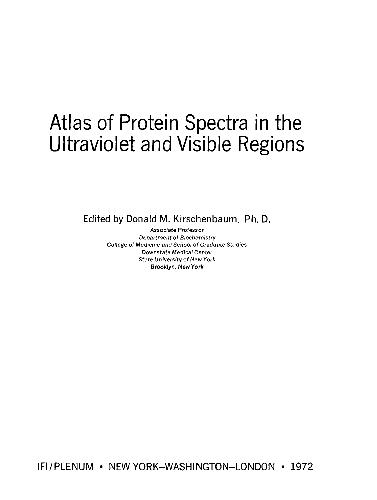 Atlas of Protein Spectra in the
Ultraviolet and Visible Regions
Edited by Donald M. Kirschenbaum, Ph. D.
Associate Professor
Department of Biochemistry
College of Medicine and School of Graduate Studies
Downstate Medical Center
State University of New York
Brooklyn, New York
IFI/PLENUM • NEW YORK–WASHINGTON–LONDON • 1972